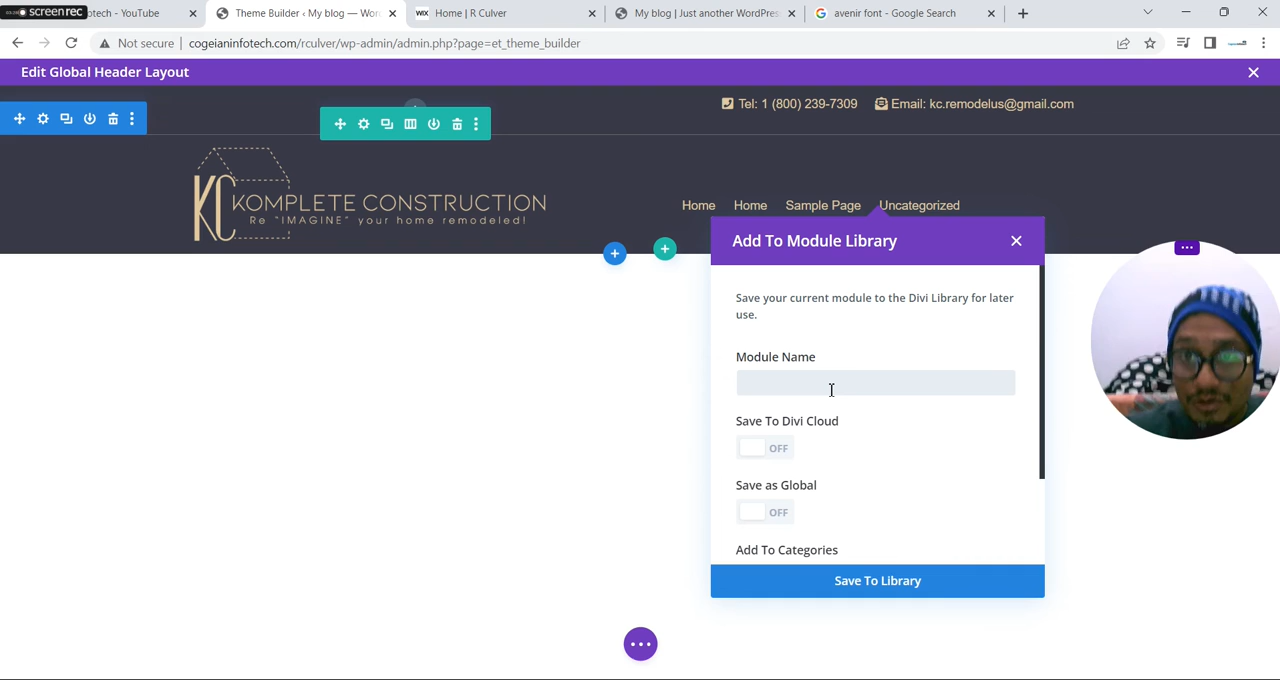 screenrec
otech - YouTube
Theme Builder ‹ My blog — Wor
WIX Home | R Culver
My blog | Just another WordPres
avenir font - Google Search
Not secure | cogeianinfotech.com/rculver/wp-admin/admin.php?page=et_theme_builder
Edit Global Header Layout
Tel: 1 (800) 239-7309 Email: kc.remodelus@gmail.com
KC KOMPLETE CONSTRUCTION
Re "IMAGINE" your home remodeled!
Home Home Sample Page Uncategorized
Add To Module Library
Save your current module to the Divi Library for later
use.
Module Name
Save To Divi Cloud
OFF
Save as Global
OFF
Add To Categories
Save To Library